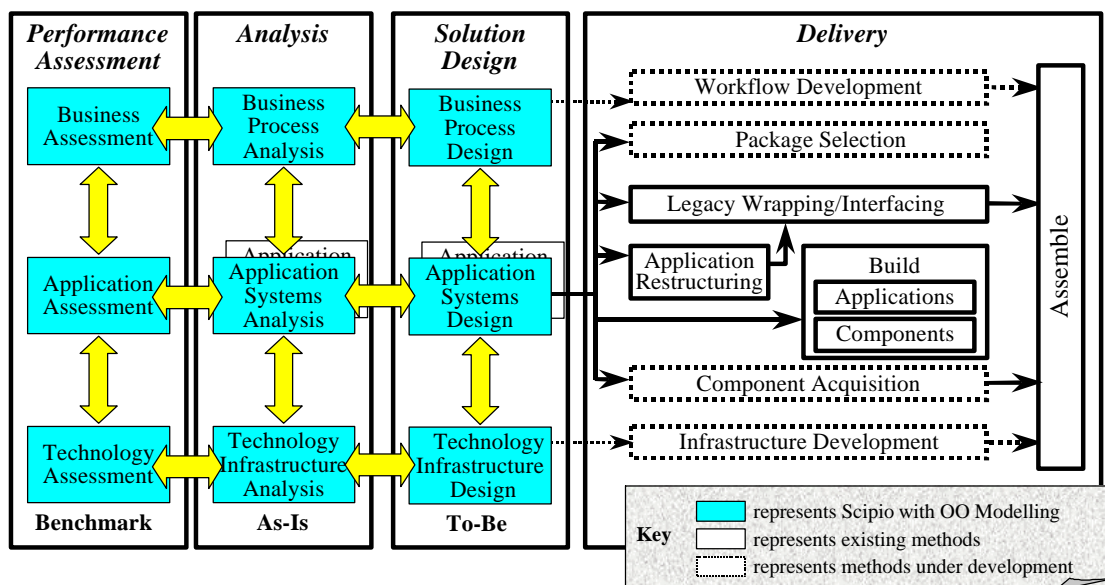 Performance
Assessment
Business
Assessment
Application
Assessment
Technology
Assessment
Benchmark
Analysis
Business
Process
Analysis
Application
Application
Systems
Analysis
Technology
Infrastructure
Analysis
As-Is
Solution
Design
Business
Process
Design
Application
Application
Systems
Design
Technology
Infrastructure
Design
To-Be
Delivery
Workflow Development
Package Selection
Legacy Wrapping/Interfacing
Application
Restructuring
Build
Applications
Components
Component Acquisition
Infrastructure Development
Assemble
Key
represents Scipio with OO Modelling
represents existing methods
represents methods under development